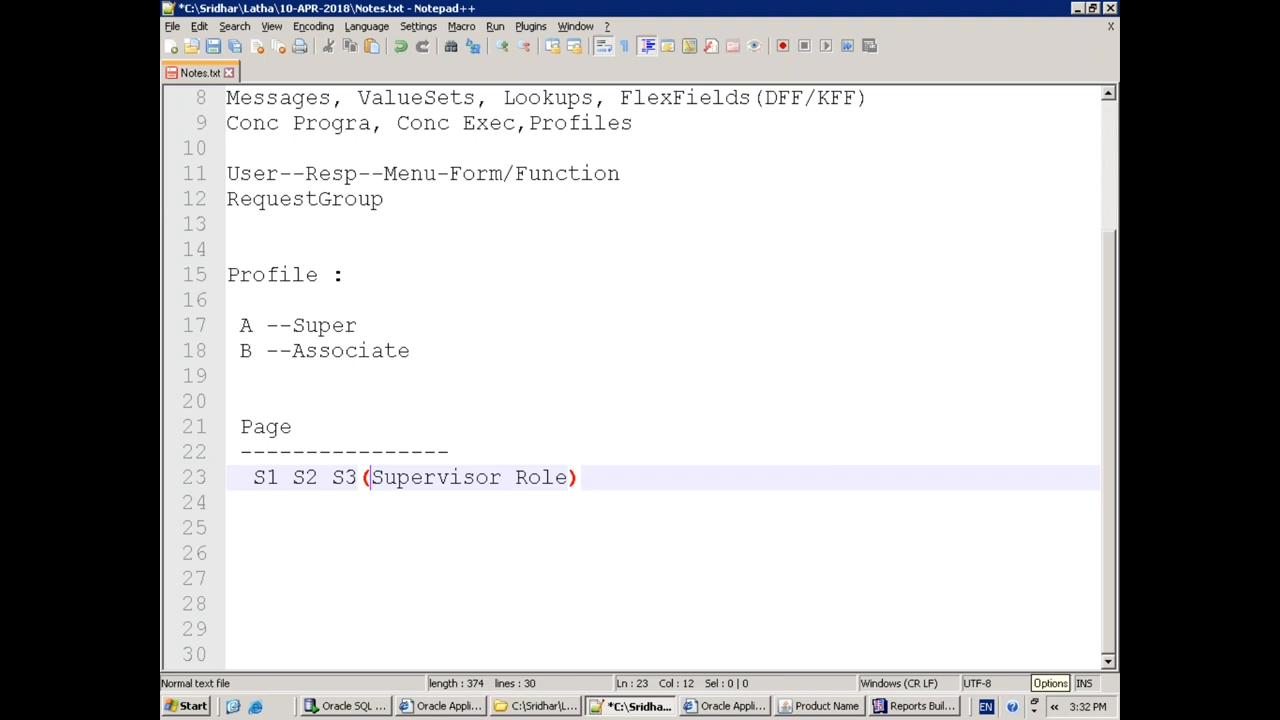 *C:\Sridhar\Latha\10-APR-2018\Notes.txt - Notepad++
File Edit Search View Encoding Language Settings Macro Run Plugins Window ? X
Notes.txt
8 Messages, ValueSets, Lookups, FlexFields(DFF/KFF)
9 Conc Progra, Conc Exec,Profiles
10
11 User--Resp--Menu-Form/Function
12 RequestGroup
13
14
15 Profile :
16
17 A --Super
18 B --Associate
19
20
21 Page
22 ----------------
23 S1 S2 S3(Supervisor Role)
24
25
26
27
28
29
30
Normal text file length : 374 lines : 30 Ln : 23 Col : 12 Sel : 0 | 0 Windows (CR LF) UTF-8 Options INS
Start Oracle SQL ... Oracle Appli... C:\Sridhar\L... *C:\Sridha... Oracle Appli... Product Name Reports Buil... EN « 3:32 PM